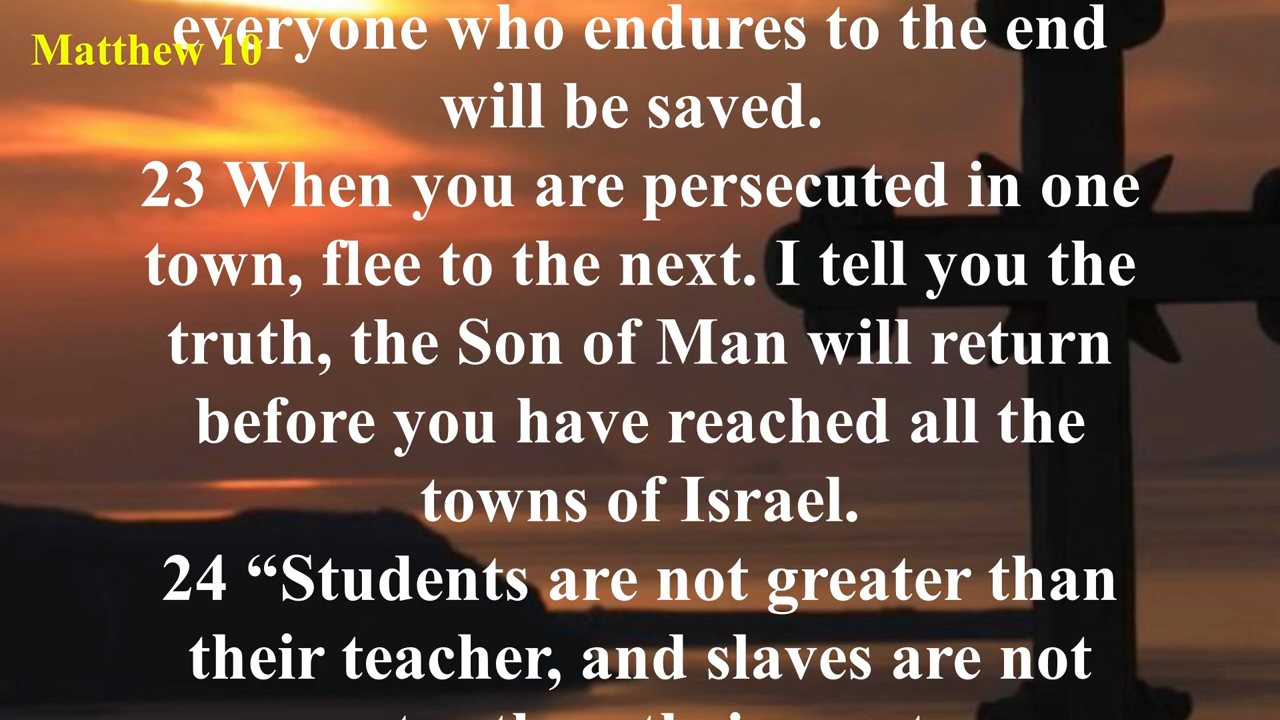 everyone who endures to the end
Matthew 10
will be saved.
23 When you are persecuted in one
town, flee to the next. I tell you the
truth, the Son of Man will return
before you have reached all the
towns of Israel.
24 “Students are not greater than
their teacher, and slaves are not